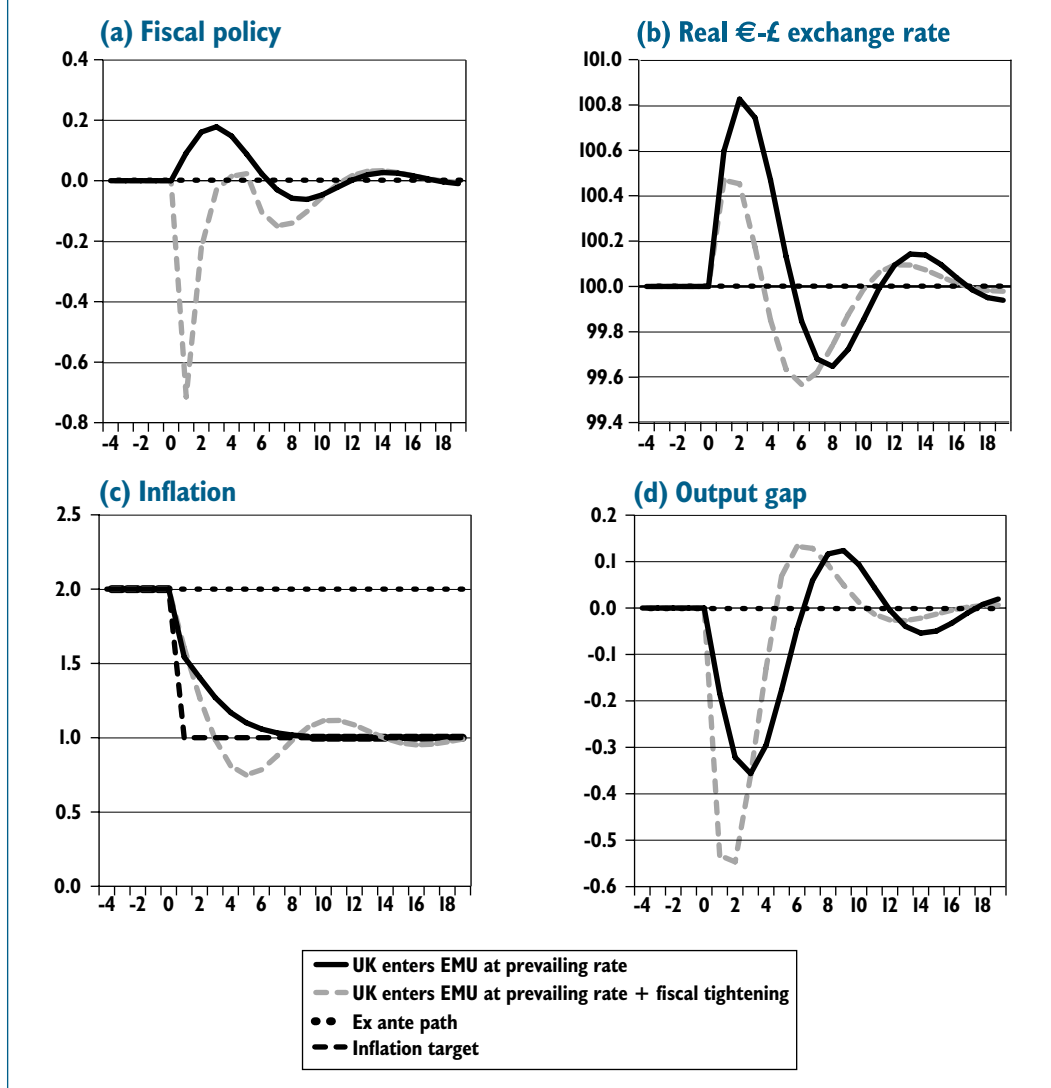 (a) Fiscal policy
0.4
0.2
0.0
-0.2
-0.4
-0.6
-0.8
-4 -2 0 2 4 6 8 10 12 14 16 18
(b) Real €-£ exchange rate
101.0
100.8
100.6
100.4
100.2
100.0
99.8
99.6
99.4
-4 -2 0 2 4 6 8 10 12 14 16 18
(c) Inflation
2.5
2.0
1.5
1.0
0.5
0.0
-4 -2 0 2 4 6 8 10 12 14 16 18
(d) Output gap
0.2
0.1
0.0
-0.1
-0.2
-0.3
-0.4
-0.5
-0.6
-4 -2 0 2 4 6 8 10 12 14 16 18
UK enters EMU at prevailing rate
UK enters EMU at prevailing rate + fiscal tightening
Ex ante path
Inflation target